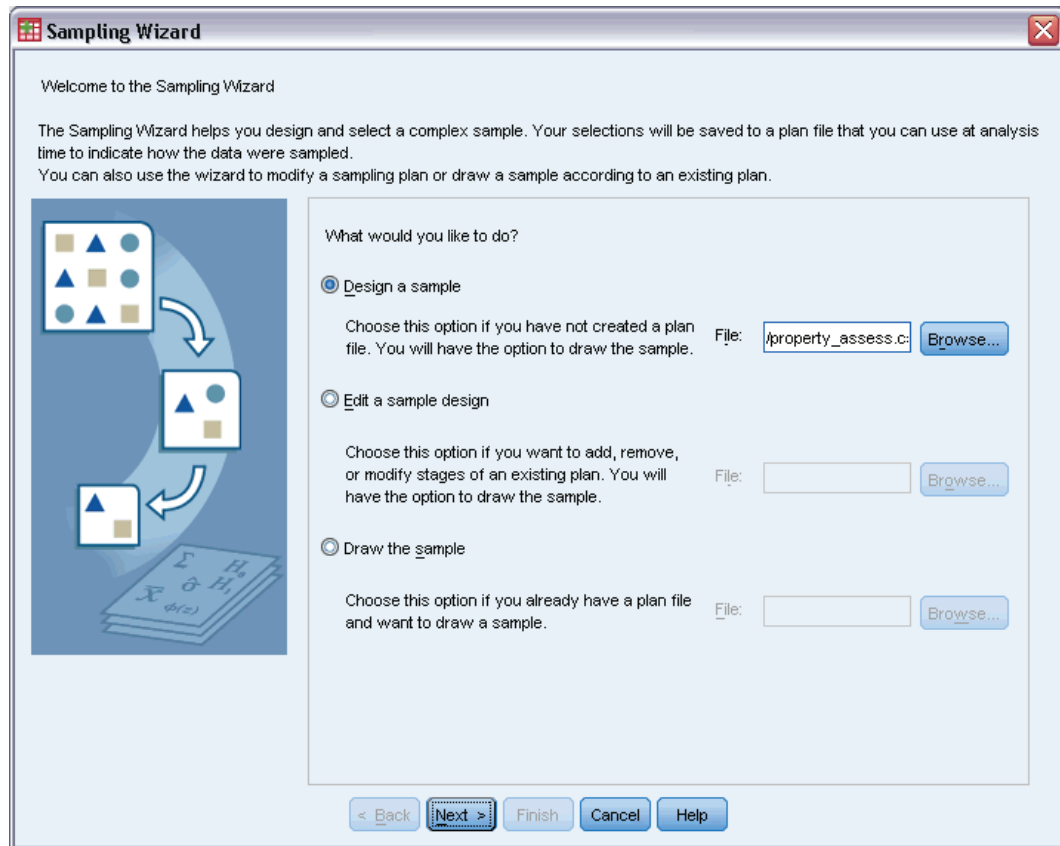 Sampling Wizard
Welcome to the Sampling Wizard
The Sampling Wizard helps you design and select a complex sample. Your selections will be saved to a plan file that you can use at analysis
time to indicate how the data were sampled.
You can also use the wizard to modify a sampling plan or draw a sample according to an existing plan.
What would you like to do?
Design a sample
Choose this option if you have not created a plan
file. You will have the option to draw the sample.
File:
/property_assess.c
Browse...
Edit a sample design
Choose this option if you want to add, remove,
or modify stages of an existing plan. You will
have the option to draw the sample.
File:
Browse...
Draw the sample
Choose this option if you already have a plan file
and want to draw a sample.
File:
Browse...
Σ H₀
X̅ σ̂ H₁
ϕ(z)
< Back
Next >
Finish
Cancel
Help